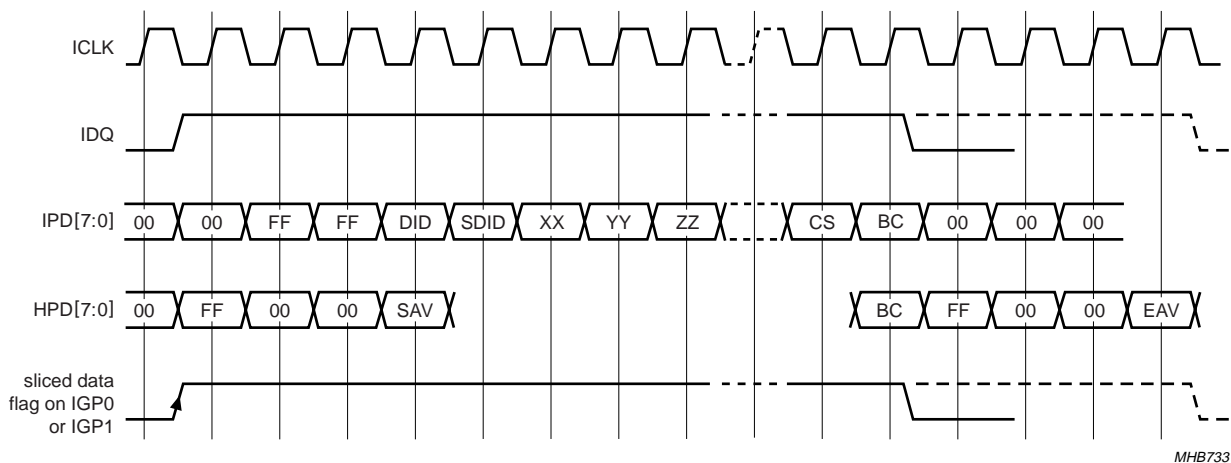 ICLK
IDQ
IPD[7:0] 00 00 FF FF DID SDID XX YY ZZ CS BC 00 00 00
HPD[7:0] 00 FF 00 00 SAV BC FF 00 00 EAV
sliced data
flag on IGP0
or IGP1
MHB733